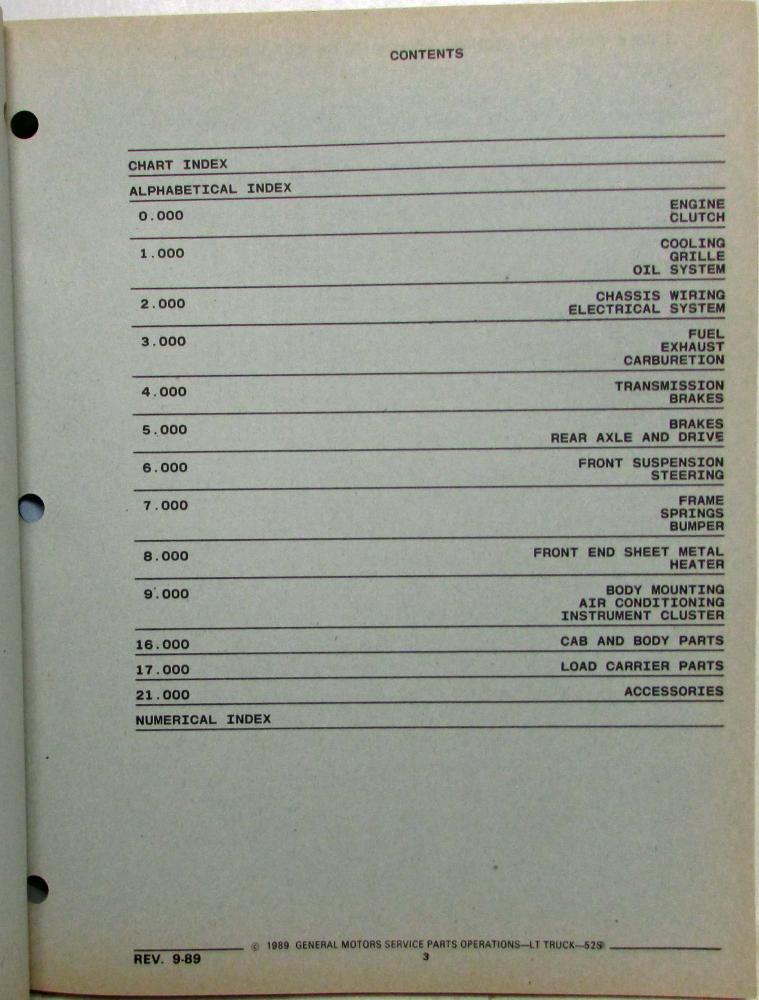 CONTENTS
CHART INDEX
ALPHABETICAL INDEX
0.000 ENGINE
CLUTCH
1.000 COOLING
GRILLE
OIL SYSTEM
2.000 CHASSIS WIRING
ELECTRICAL SYSTEM
3.000 FUEL
EXHAUST
CARBURETION
4.000 TRANSMISSION
BRAKES
5.000 BRAKES
REAR AXLE AND DRIVE
6.000 FRONT SUSPENSION
STEERING
7.000 FRAME
SPRINGS
BUMPER
8.000 FRONT END SHEET METAL
HEATER
9.000 BODY MOUNTING
AIR CONDITIONING
INSTRUMENT CLUSTER
16.000 CAB AND BODY PARTS
17.000 LOAD CARRIER PARTS
21.000 ACCESSORIES
NUMERICAL INDEX
© 1989 GENERAL MOTORS SERVICE PARTS OPERATIONS—LT TRUCK—52S
REV. 9-89 3